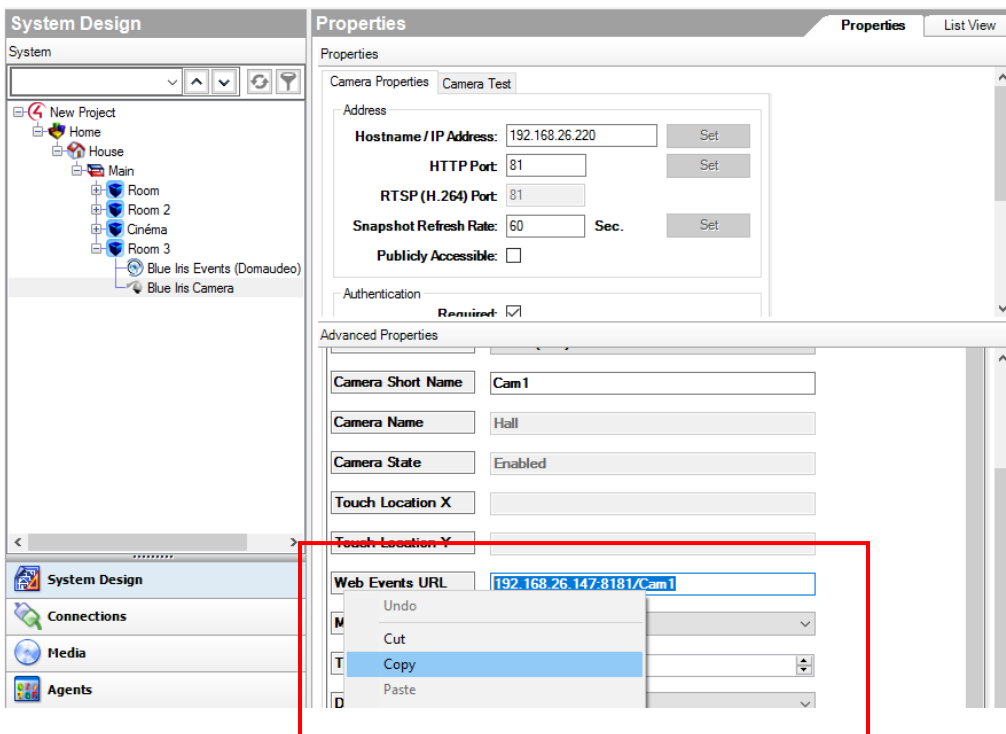 System Design
System
New Project
Home
House
Main
Room
Room 2
Cinéma
Room 3
Blue Iris Events (Domaudeo)
Blue Iris Camera
System Design
Connections
Media
Agents
Properties
Properties
List View
Properties
Camera Properties
Camera Test
Address
Hostname / IP Address: 192.168.26.220 Set
HTTP Port: 81 Set
RTSP (H.264) Port: 81
Snapshot Refresh Rate: 60 Sec. Set
Publicly Accessible:
Authentication
Required:
Advanced Properties
Camera Short Name Cam1
Camera Name Hall
Camera State Enabled
Touch Location X
Touch Location Y
Web Events URL 192.168.26.147:8181/Cam1
Undo
M
Cut
T
Copy
Paste
D